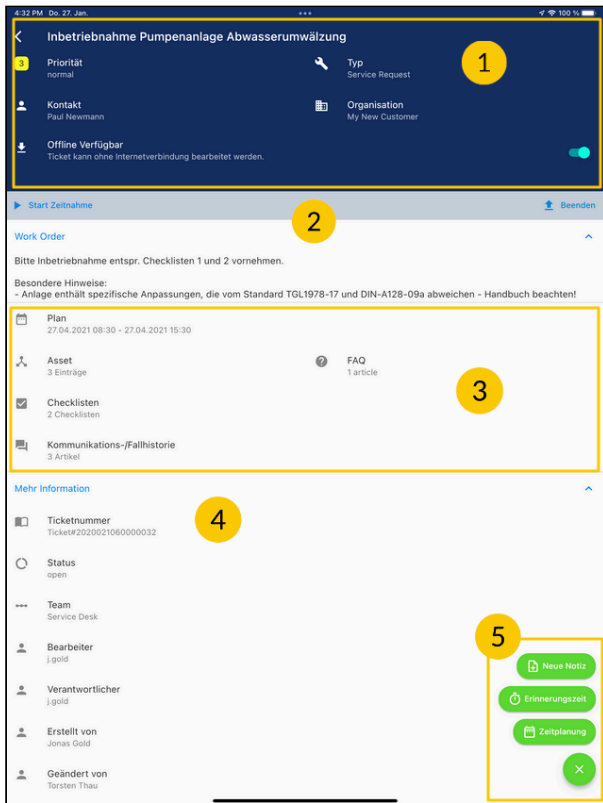 4:32 PM Do. 27. Jan.
100 %
Inbetriebnahme Pumpenanlage Abwasserumwälzung
1
3
Priorität
normal
Typ
Service Request
Kontakt
Paul Newmann
Organisation
My New Customer
Offline Verfügbar
Ticket kann ohne Internetverbindung bearbeitet werden.
Start Zeitnahme
2
Beenden
Work Order
Bitte Inbetriebnahme entspr. Checklisten 1 und 2 vornehmen.
Besondere Hinweise:
- Anlage enthält spezifische Anpassungen, die vom Standard TGL1978-17 und DIN-A128-09a abweichen - Handbuch beachten!
Plan
27.04.2021 08:30 - 27.04.2021 15:30
Asset
3 Einträge
FAQ
1 article
3
Checklisten
2 Checklisten
Kommunikations-/Fallhistorie
3 Artikel
Mehr Information
4
Ticketnummer
Ticket#2020021060000032
Status
open
Team
Service Desk
Bearbeiter
j.gold
Verantwortlicher
j.gold
Erstellt von
Jonas Gold
Geändert von
Torsten Thau
5
Neue Notiz
Erinnerungszeit
Zeitplanung